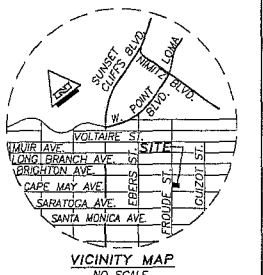 SUNSET
CLIFFS BLVD.
NIMITZ BLVD.
LOMA
W. POINT
BLVD.
VOLTAIRE ST.
MUIR AVE.
SITE
LONG BRANCH AVE.
BRIGHTON AVE.
CAPE MAY AVE.
SARATOGA AVE.
SANTA MONICA AVE.
EBERS ST.
FROUDE ST.
GUIZOT ST.
VICINITY MAP
NO SCALE